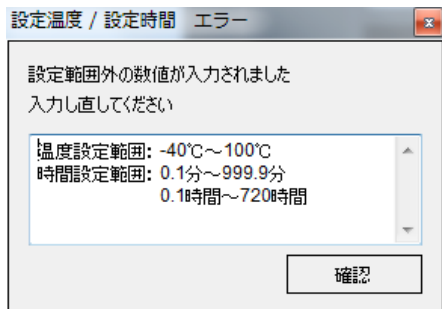 設定温度 / 設定時間　エラー
設定範囲外の数値が入力されました
入力し直してください
温度設定範囲: -40℃～100℃
時間設定範囲: 0.1分～999.9分
0.1時間～720時間
確認